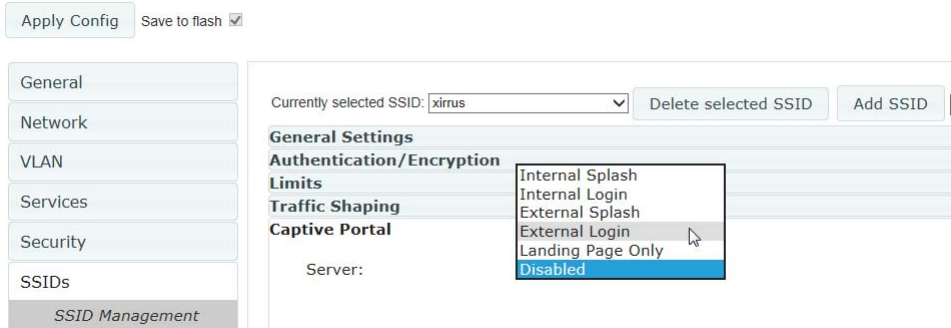 Apply Config Save to flash
General
Network
VLAN
Services
Security
SSIDs
SSID Management
Currently selected SSID: xirrus Delete selected SSID Add SSID
General Settings
Authentication/Encryption
Limits
Traffic Shaping
Captive Portal
Server:
Internal Splash
Internal Login
External Splash
External Login
Landing Page Only
Disabled